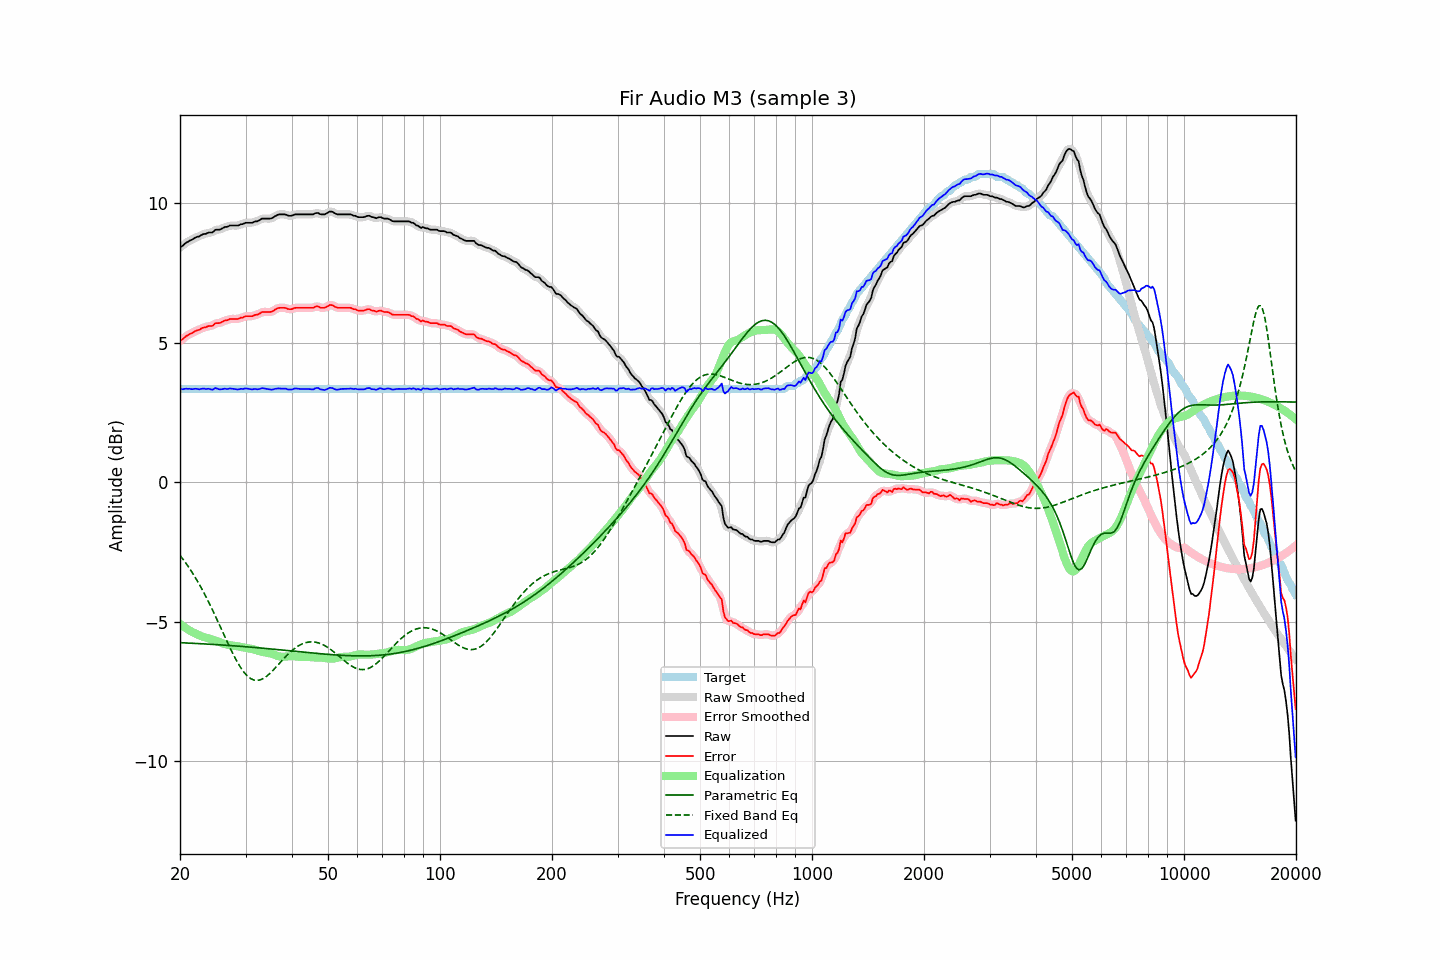 Fir Audio M3 (sample 3)
Amplitude (dBr)
10
5
0
−5
−10
Target
Raw Smoothed
Error Smoothed
Raw
Error
Equalization
Parametric Eq
Fixed Band Eq
Equalized
20 50 100 200 500 1000 2000 5000 10000 20000
Frequency (Hz)